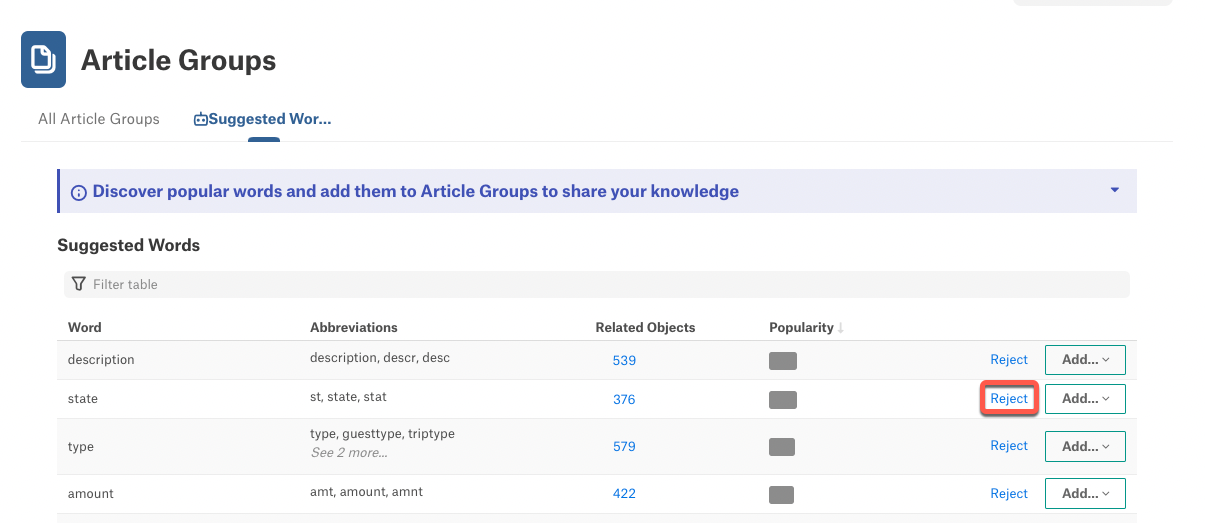 Article Groups
All Article Groups
Suggested Wor...
Discover popular words and add them to Article Groups to share your knowledge
Suggested Words
Filter table
Word Abbreviations Related Objects Popularity ↓
description description, descr, desc 539 Reject Add...
state st, state, stat 376 Reject Add...
type type, guesttype, triptype 579 Reject Add...
See 2 more...
amount amt, amount, amnt 422 Reject Add...